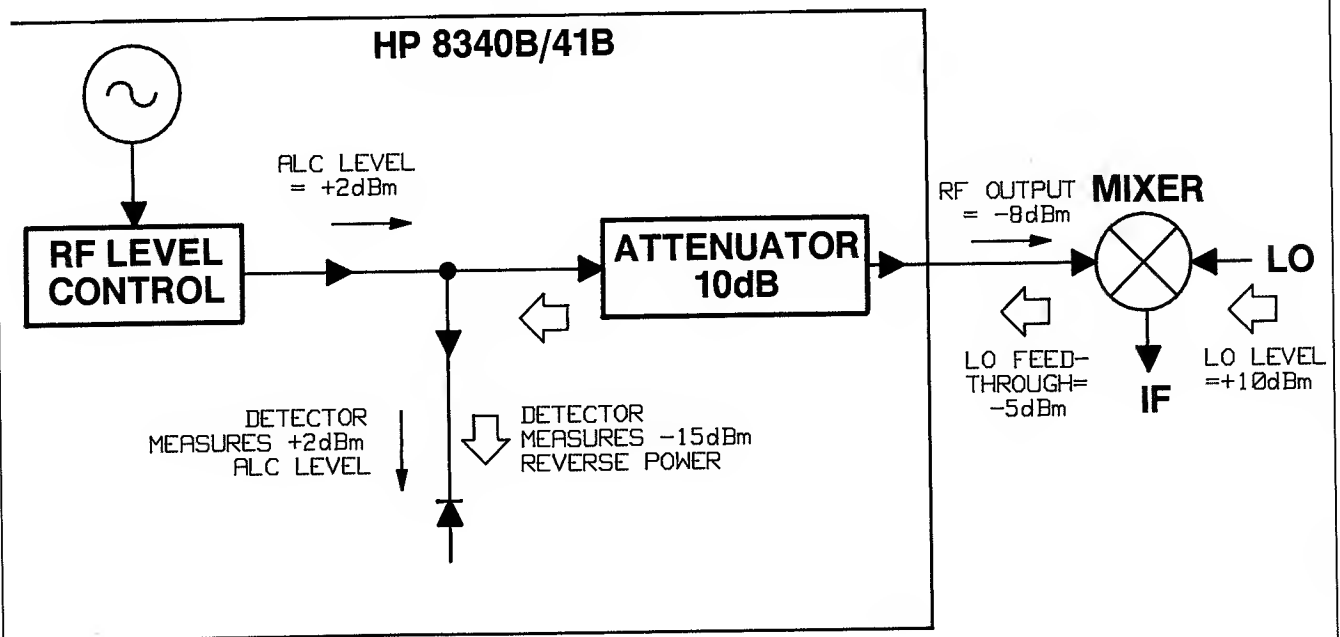 HP 8340B/41B
ALC LEVEL
= +2dBm
RF LEVEL
CONTROL
ATTENUATOR
10dB
RF OUTPUT
= -8dBm
MIXER
LO
LO FEED-
THROUGH=
-5dBm
LO LEVEL
=+10dBm
IF
DETECTOR
MEASURES +2dBm
ALC LEVEL
DETECTOR
MEASURES -15dBm
REVERSE POWER